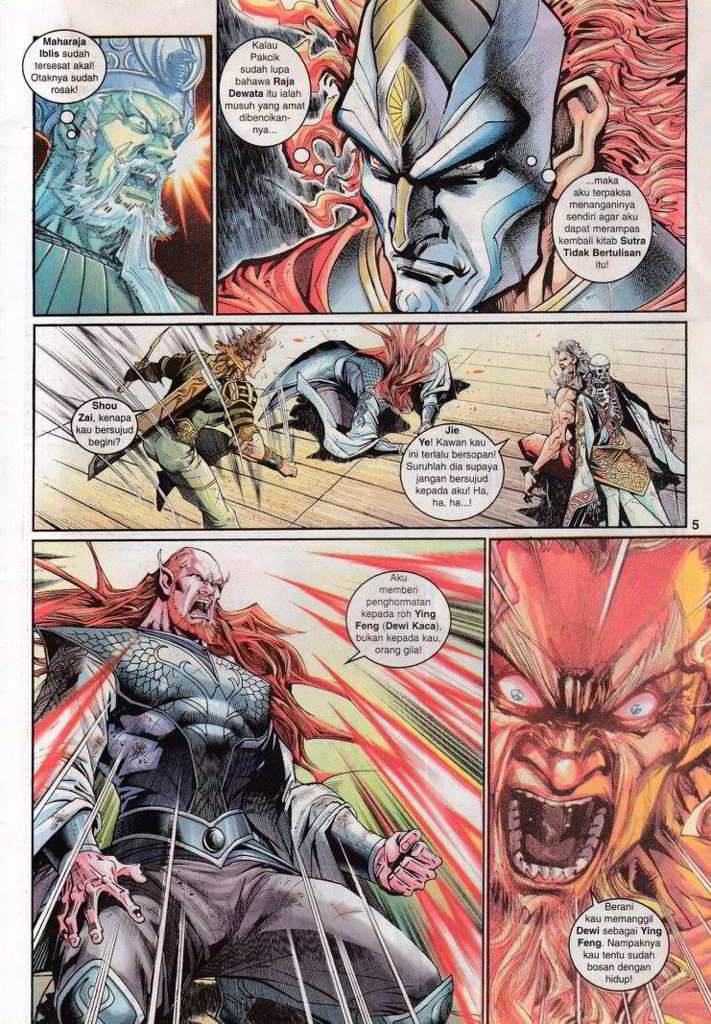 Maharaja
Iblis sudah
tersesat akal!
Otaknya sudah
rosak!
Kalau
Pakcik
sudah lupa
bahawa Raja
Dewata itu ialah
musuh yang amat
dibencikan-
nya...
...maka
aku terpaksa
menanganinya
sendiri agar aku
dapat merampas
kembali kitab Sutra
Tidak Bertulisan
itu!
Shou
Zai, kenapa
kau bersujud
begini?
Jie
Ye! Kawan kau
ini terlalu bersopan!
Suruhlah dia supaya
jangan bersujud
kepada aku! Ha,
ha, ha...!
5
Aku
memberi
penghormatan
kepada roh Ying
Feng (Dewi Kaca),
bukan kepada kau,
orang gila!
Berani
kau memanggil
Dewi sebagai Ying
Feng. Nampaknya
kau tentu sudah
bosan dengan
hidup!